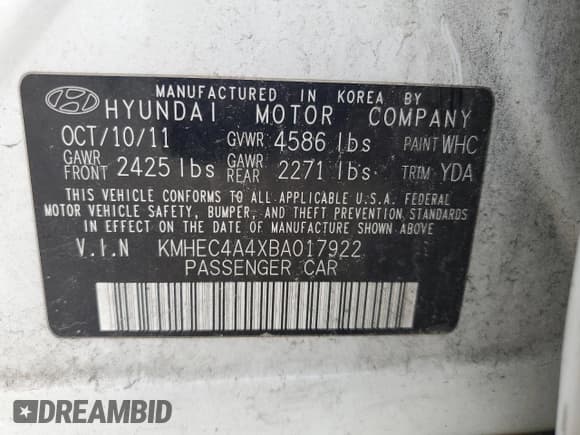 MANUFACTURED IN KOREA BY
HYUNDAI MOTOR COMPANY
OCT/10/11 GVWR 4586 lbs PAINT WHC
GAWR FRONT 2425 lbs GAWR REAR 2271 lbs TRIM YDA
THIS VEHICLE CONFORMS TO ALL APPLICABLE U.S.A. FEDERAL
MOTOR VEHICLE SAFETY, BUMPER, AND THEFT PREVENTION STANDARDS
IN EFFECT ON THE DATE OF MANUFACTURE SHOWN ABOVE.
V.I.N KMHEC4A4XBA017922
PASSENGER CAR
DREAMBID